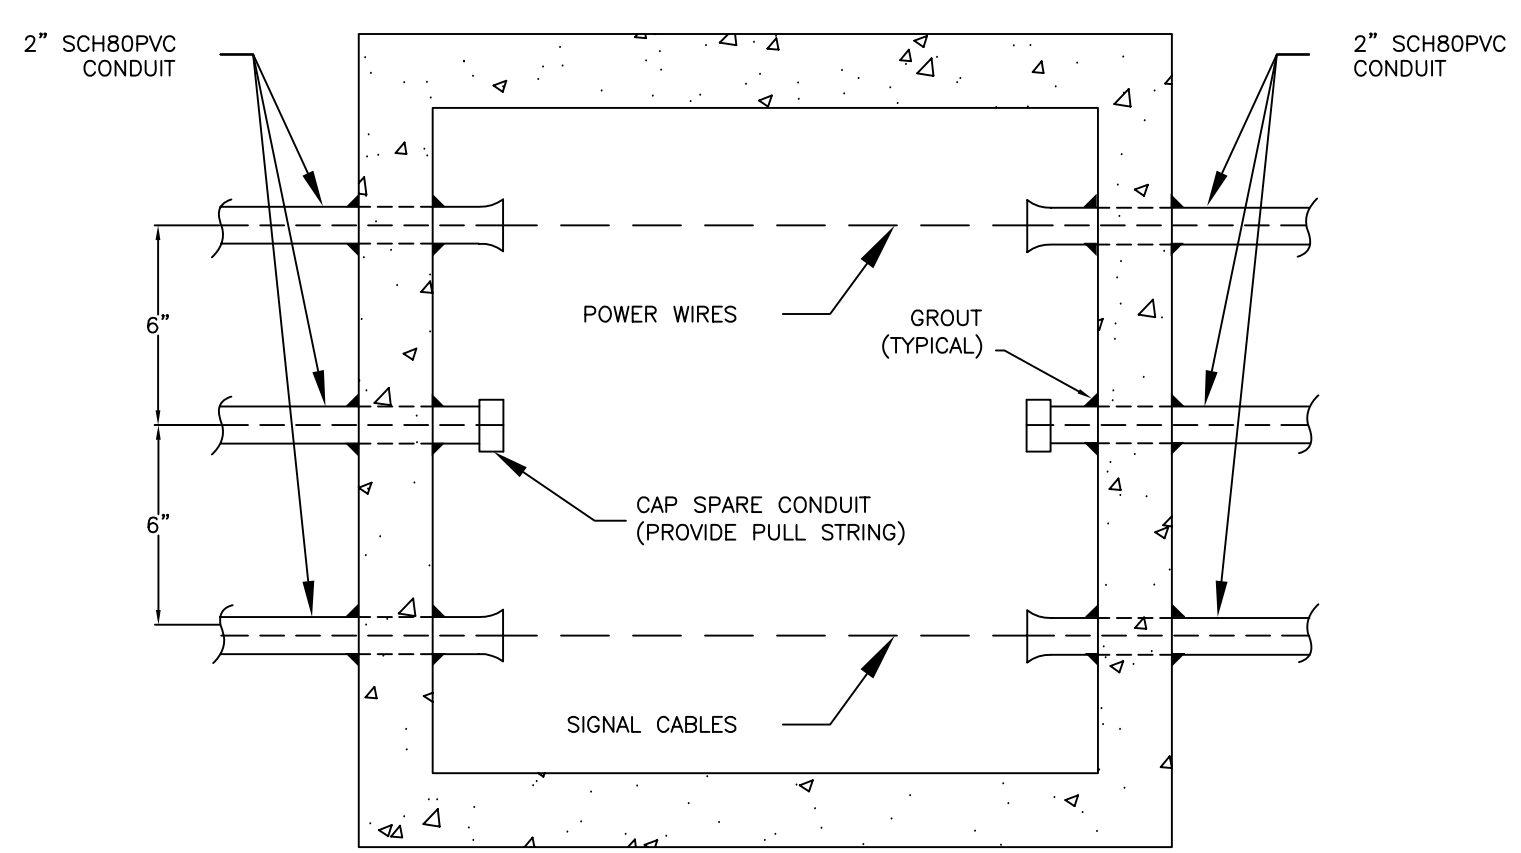 2” SCH80PVC
CONDUIT
2” SCH80PVC
CONDUIT
POWER WIRES
GROUT
(TYPICAL)
6”
CAP SPARE CONDUIT
(PROVIDE PULL STRING)
6”
SIGNAL CABLES